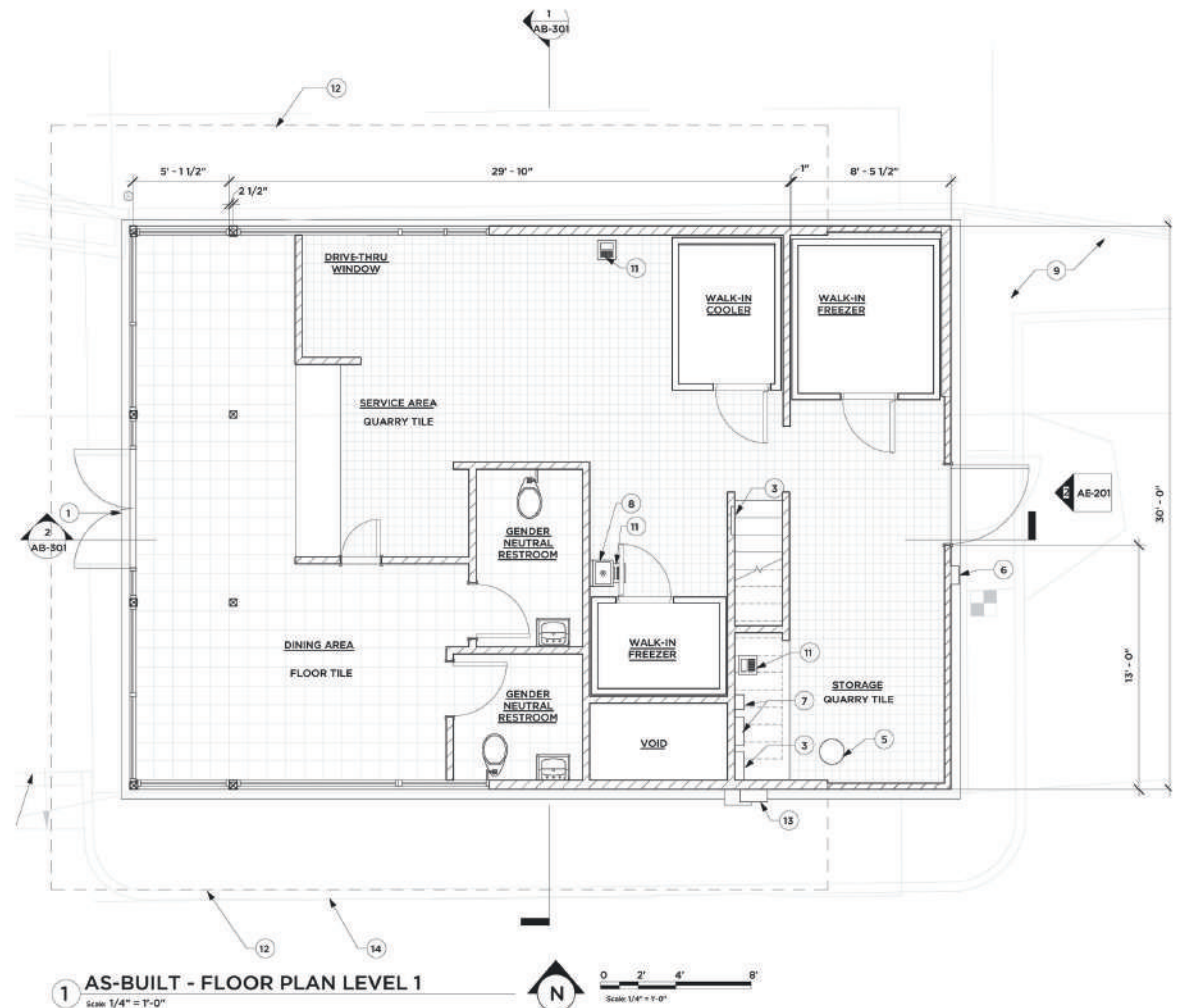 1
AB-301
12
5' - 1 1/2"
29' - 10"
1"
8' - 5 1/2"
2 1/2"
DRIVE-THRU
WINDOW
11
9
WALK-IN
COOLER
WALK-IN
FREEZER
SERVICE AREA
QUARRY TILE
3
AE-201
30' - 0"
1
2
AB-301
8
11
GENDER
NEUTRAL
RESTROOM
6
DINING AREA
FLOOR TILE
WALK-IN
FREEZER
11
13' - 0"
STORAGE
QUARRY TILE
GENDER
NEUTRAL
RESTROOM
7
VOID
5
3
13
12
14
1
AS-BUILT - FLOOR PLAN LEVEL 1
Scale: 1/4" = 1'-0"
N
0 2' 4' 8'
Scale: 1/4" = 1'-0"